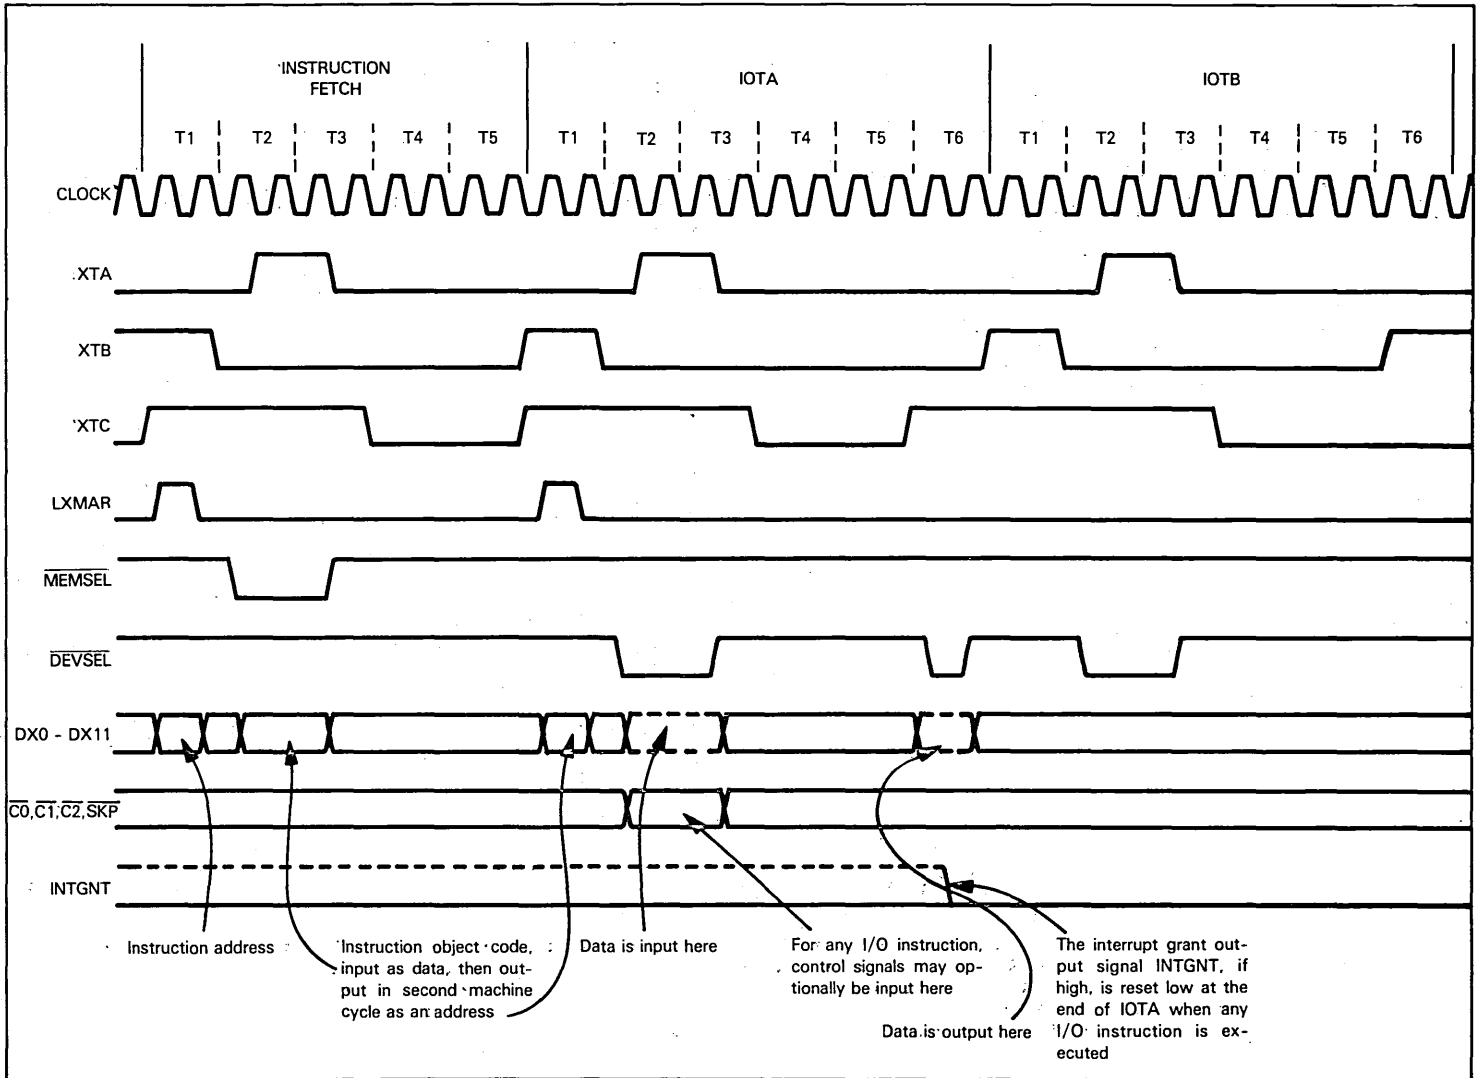 INSTRUCTION
FETCH
IOTA
IOTB
T1 T2 T3 T4 T5 T1 T2 T3 T4 T5 T6 T1 T2 T3 T4 T5 T6
CLOCK
XTA
XTB
XTC
LXMAR
MEMSEL
DEVSEL
DX0 - DX11
C0,C1,C2,SKP
INTGNT
Instruction address
Instruction object code,
input as data, then out-
put in second machine
cycle as an address
Data is input here
For any I/O instruction,
control signals may op-
tionally be input here
Data is output here
The interrupt grant out-
put signal INTGNT, if
high, is reset low at the
end of IOTA when any
I/O instruction is ex-
ecuted